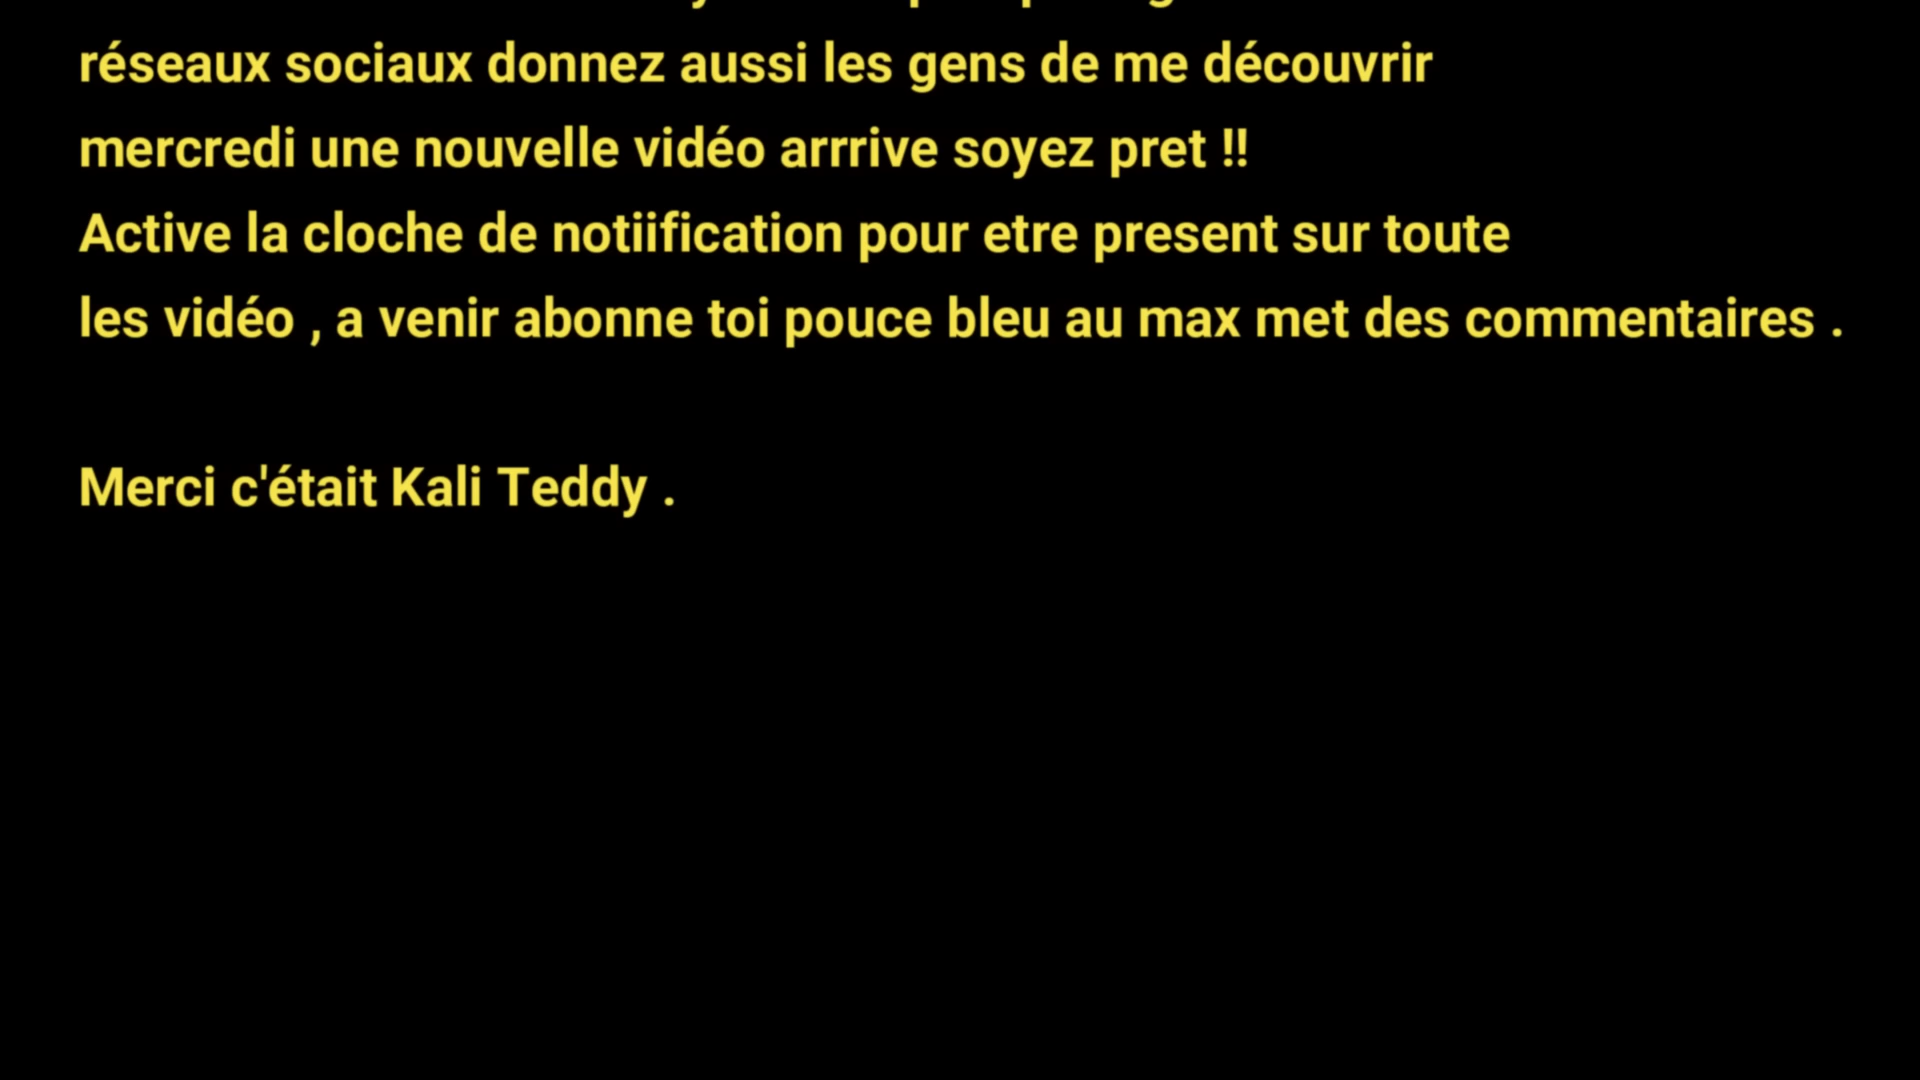 réseaux sociaux donnez aussi les gens de me découvrir
mercredi une nouvelle vidéo arrrive soyez pret !!
Active la cloche de notiification pour etre present sur toute
les vidéo , a venir abonne toi pouce bleu au max met des commentaires .
Merci c'était Kali Teddy .